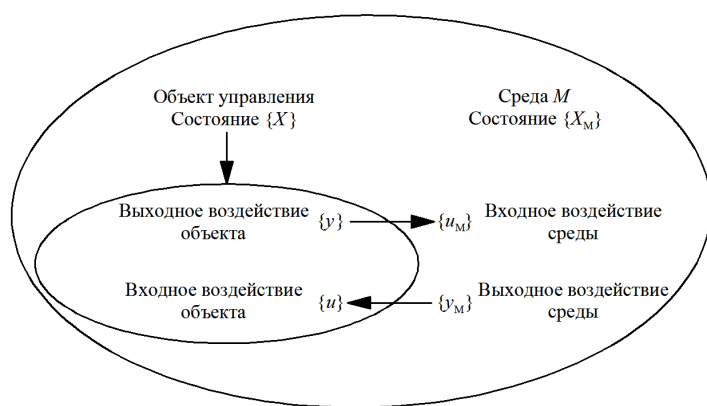 Объект управления
Состояние {X}
Среда M
Состояние {X_M}
Выходное воздействие
объекта
{y}
{u_M}
Входное воздействие
среды
Входное воздействие
объекта
{u}
{y_M}
Выходное воздействие
среды